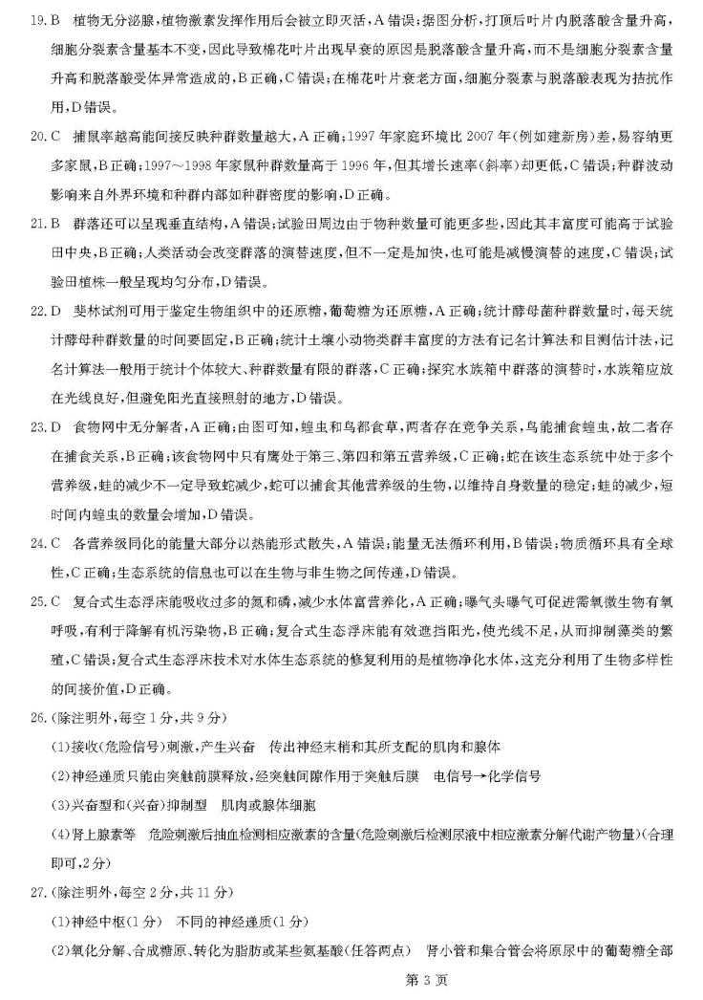 19. B　植物无分泌腺,植物激素发挥作用后会被立即灭活,A 错误;据图分析,打顶后叶片内脱落酸含量升高,
细胞分裂素含量基本不变,因此导致棉花叶片出现早衰的原因是脱落酸含量升高,而不是细胞分裂素含量
升高和脱落酸受体异常造成的,B 正确,C 错误;在棉花叶片衰老方面,细胞分裂素与脱落酸表现为拮抗作
用,D 错误。
20. C　捕鼠率越高能间接反映种群数量越大,A 正确;1997 年家庭环境比 2007 年(例如建新房)差,易容纳更
多家鼠,B 正确;1997～1998 年家鼠种群数量高于 1996 年,但其增长速率(斜率)却更低,C 错误;种群波动
影响来自外界环境和种群内部如种群密度的影响,D 正确。
21. B　群落还可以呈现垂直结构,A 错误;试验田周边由于物种数量可能更多些,因此其丰富度可能高于试验
田中央,B 正确;人类活动会改变群落的演替速度,但不一定是加快,也可能是减慢演替的速度,C 错误;试
验田植株一般呈现均匀分布,D 错误。
22. D　斐林试剂可用于鉴定生物组织中的还原糖,葡萄糖为还原糖,A 正确;统计酵母菌种群数量时,每天统
计酵母种群数量的时间要固定,B 正确;统计土壤小动物类群丰富度的方法有记名计算法和目测估计法,记
名计算法一般用于统计个体较大、种群数量有限的群落,C 正确;探究水族箱中群落的演替时,水族箱应放
在光线良好,但避免阳光直接照射的地方,D 错误。
23. D　食物网中无分解者,A 正确;由图可知,蝗虫和鸟都食草,两者存在竞争关系,鸟能捕食蝗虫,故二者存
在捕食关系,B 正确;该食物网中只有鹰处于第三、第四和第五营养级,C 正确;蛇在该生态系统中处于多个
营养级,蛙的减少不一定导致蛇减少,蛇可以捕食其他营养级的生物,以维持自身数量的稳定;蛙的减少,短
时间内蝗虫的数量会增加,D 错误。
24. C　各营养级同化的能量大部分以热能形式散失,A 错误;能量无法循环利用,B 错误;物质循环具有全球
性,C 正确;生态系统的信息也可以在生物与非生物之间传递,D 错误。
25. C　复合式生态浮床能吸收过多的氮和磷,减少水体富营养化,A 正确;曝气头曝气可促进需氧微生物有氧
呼吸,有利于降解有机污染物,B 正确;复合式生态浮床能有效遮挡阳光,使光线不足,从而抑制藻类的繁
殖,C 错误;复合式生态浮床技术对水体生态系统的修复利用的是植物净化水体,这充分利用了生物多样性
的间接价值,D 正确。
26. (除注明外,每空 1 分,共 9 分)
(1)接收(危险信号)刺激,产生兴奋　传出神经末梢和其所支配的肌肉和腺体
(2)神经递质只能由突触前膜释放,经突触间隙作用于突触后膜　电信号→化学信号
(3)兴奋型和(兴奋)抑制型　肌肉或腺体细胞
(4)肾上腺素等　危险刺激后抽血检测相应激素的含量(危险刺激后检测尿液中相应激素分解代谢产物量)(合理
即可,2 分)
27. (除注明外,每空 2 分,共 11 分)
(1)神经中枢(1 分)　不同的神经递质(1 分)
(2)氧化分解、合成糖原、转化为脂肪或某些氨基酸(任答两点)　肾小管和集合管会将原尿中的葡萄糖全部
第 3 页